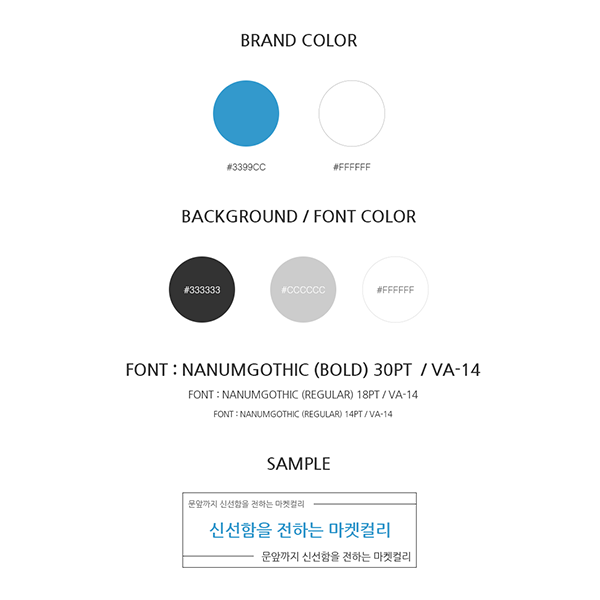 BRAND COLOR
#3399CC
#FFFFFF
BACKGROUND / FONT COLOR
#333333
#CCCCCC
#FFFFFF
FONT : NANUMGOTHIC (BOLD) 30PT / VA-14
FONT : NANUMGOTHIC (REGULAR) 18PT / VA-14
FONT : NANUMGOTHIC (REGULAR) 14PT / VA-14
SAMPLE
문앞까지 신선함을 전하는 마켓컬리
신선함을 전하는 마켓컬리
문앞까지 신선함을 전하는 마켓컬리